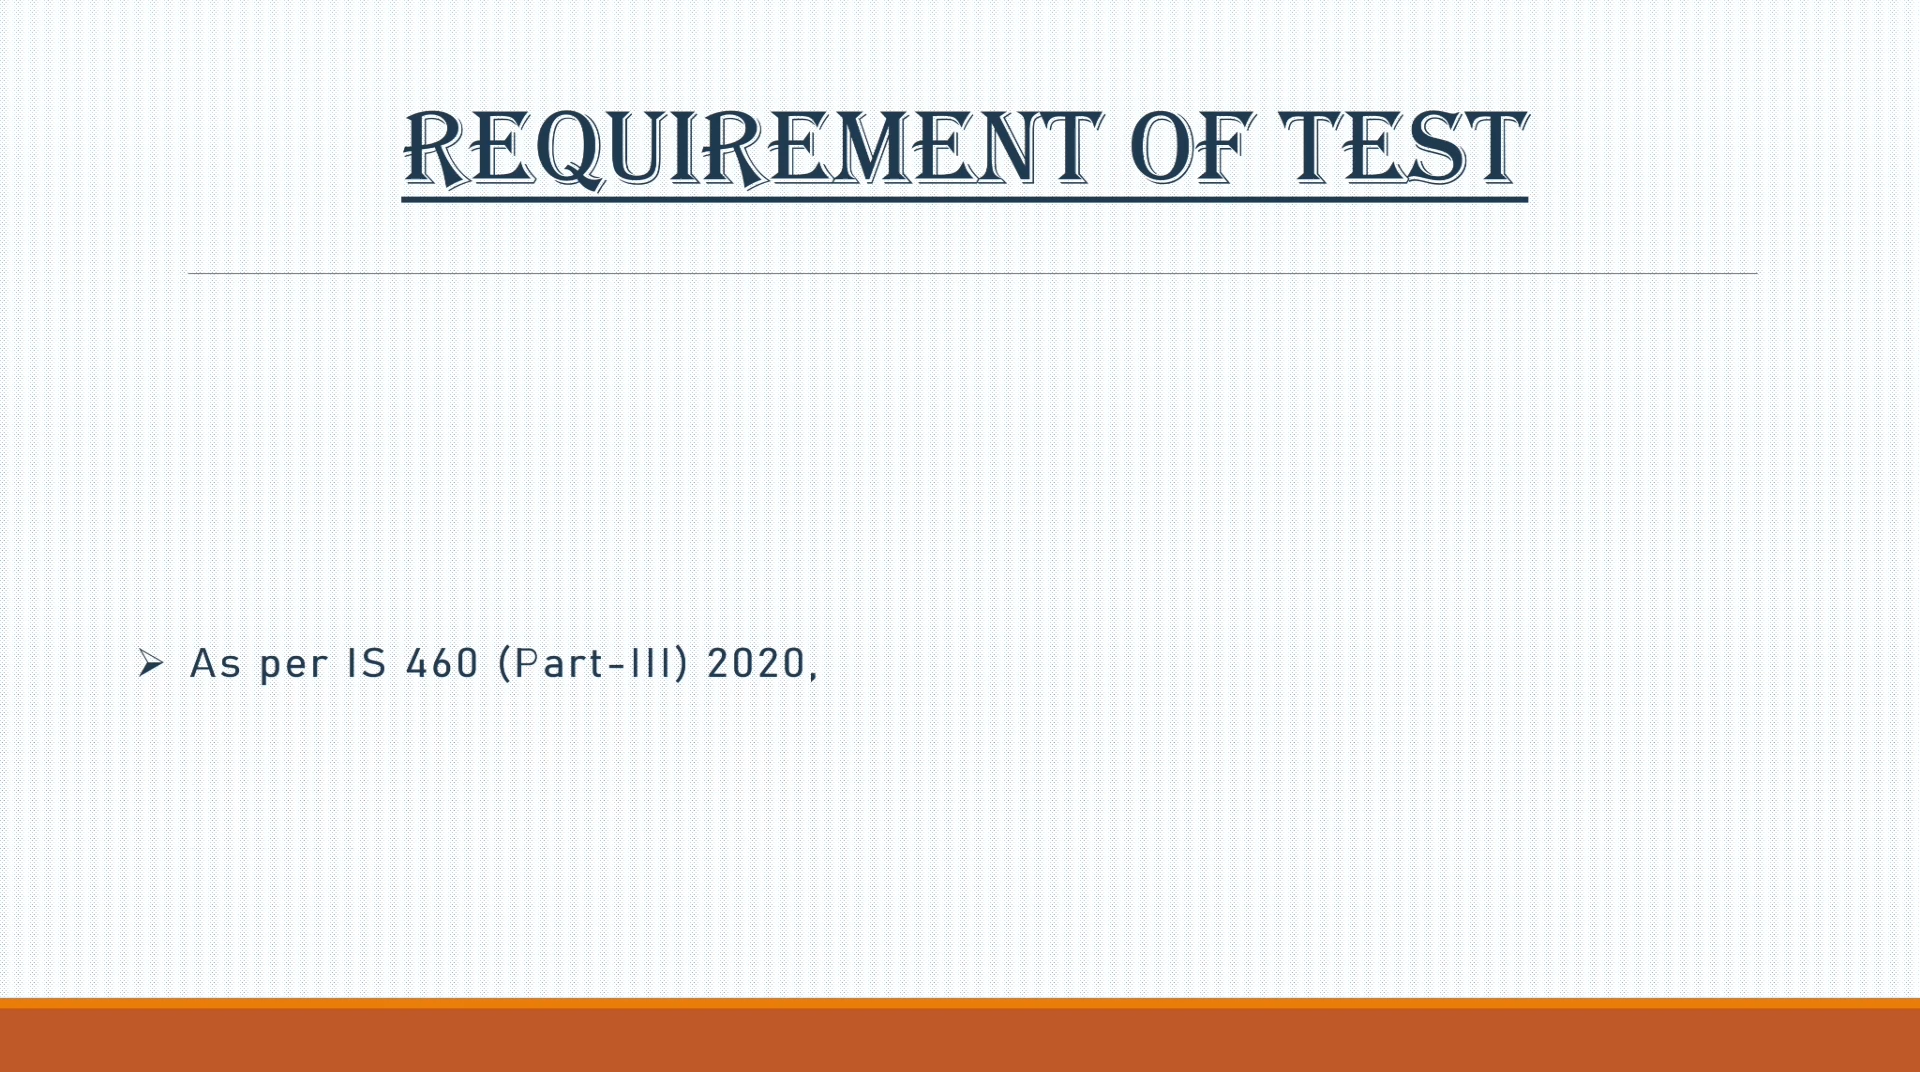 REQUIREMENT OF TEST
➢ As per IS 460 (Part-III) 2020,